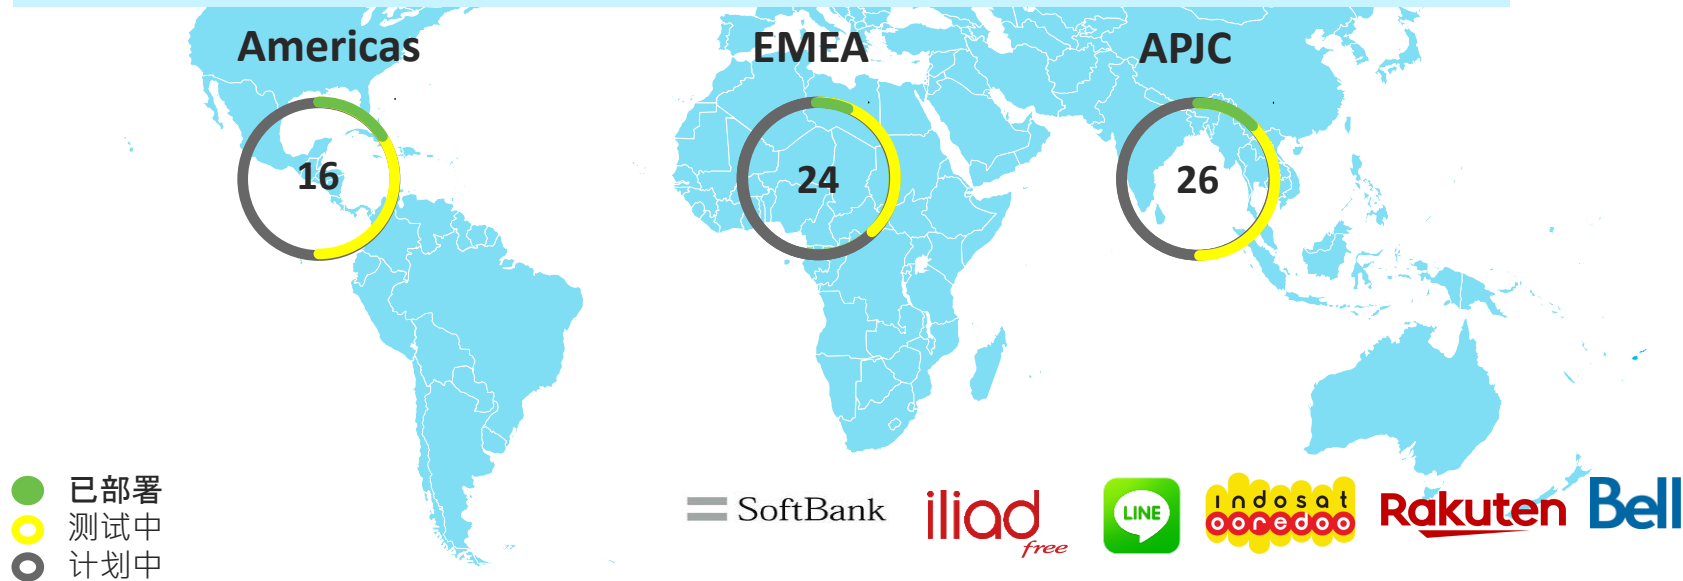 Americas
EMEA
APJC
16
24
26
已部署
测试中
计划中
SoftBank
iliad
free
LINE
indosat
ooredoo
Rakuten
Bell